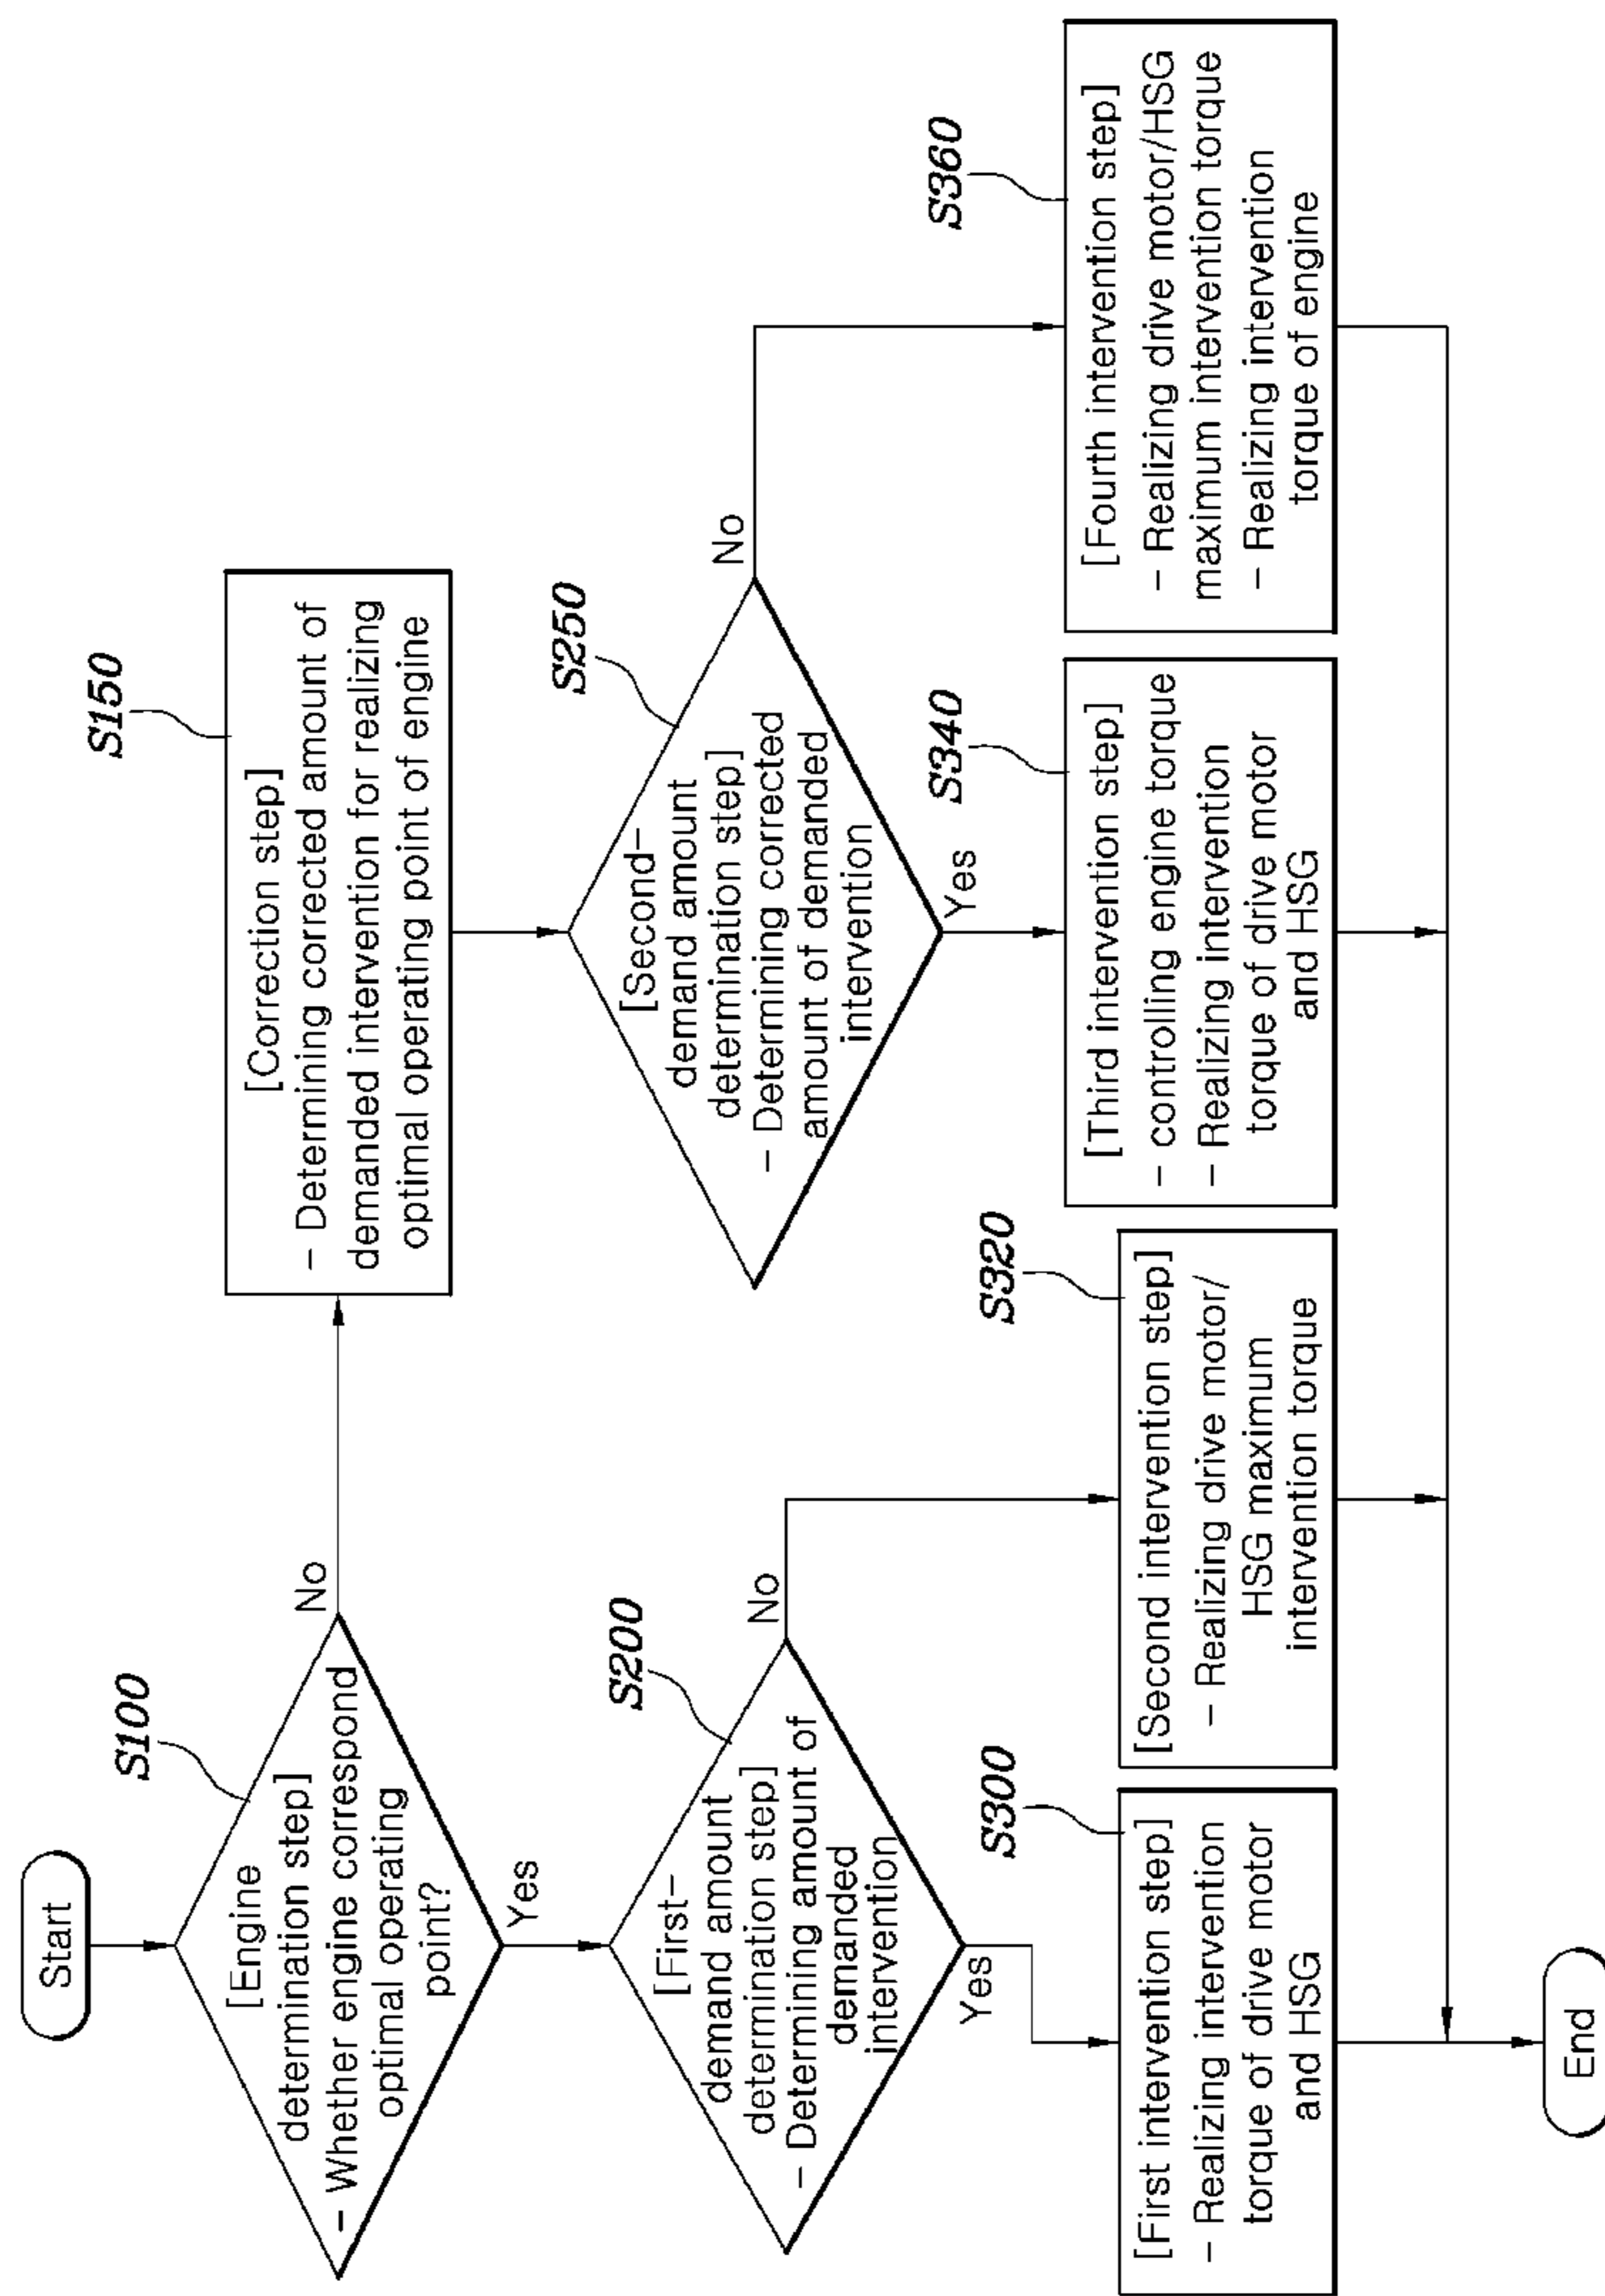 Start
S100
[Engine
determination step]
- Whether engine correspond
optimal operating
point?
No
Yes
S150
[Correction step]
- Determining corrected amount of
demanded intervention for realizing
optimal operating point of engine
S200
[First-
demand amount
determination step]
- Determining amount of
demanded
intervention
No
Yes
S250
[Second-
demand amount
determination step]
- Determining corrected
amount of demanded
intervention
No
Yes
S300
[First intervention step]
- Realizing intervention
torque of drive motor
and HSG
S320
[Second intervention step]
- Realizing drive motor/
HSG maximum
intervention torque
S340
[Third intervention step]
- controlling engine torque
- Realizing intervention
torque of drive motor
and HSG
S360
[Fourth intervention step]
- Realizing drive motor/HSG
maximum intervention torque
- Realizing intervention
torque of engine
End